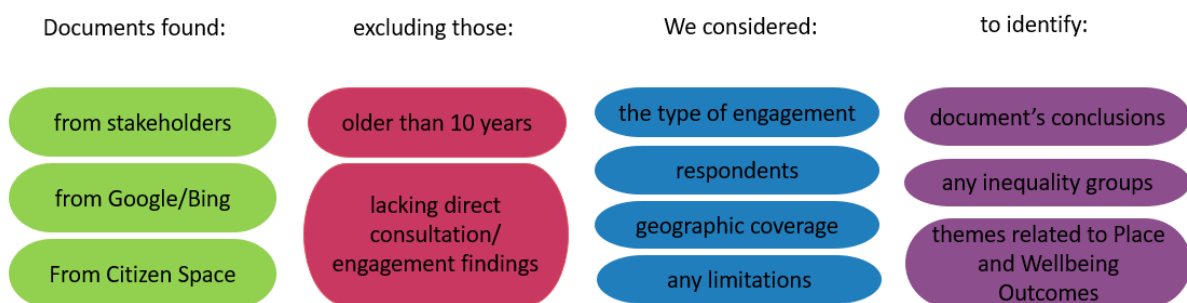 Documents found:
from stakeholders
from Google/Bing
From Citizen Space
excluding those:
older than 10 years
lacking direct
consultation/
engagement findings
We considered:
the type of engagement
respondents
geographic coverage
any limitations
to identify:
document’s conclusions
any inequality groups
themes related to Place
and Wellbeing
Outcomes